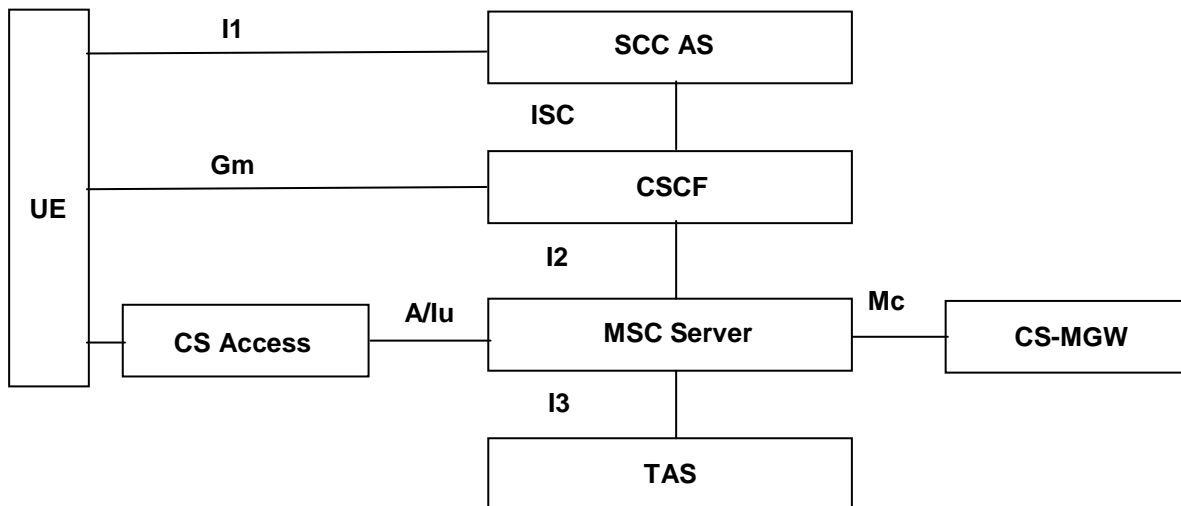 I1
SCC AS
ISC
Gm
CSCF
UE
I2
A/Iu
Mc
CS Access
MSC Server
CS-MGW
I3
TAS